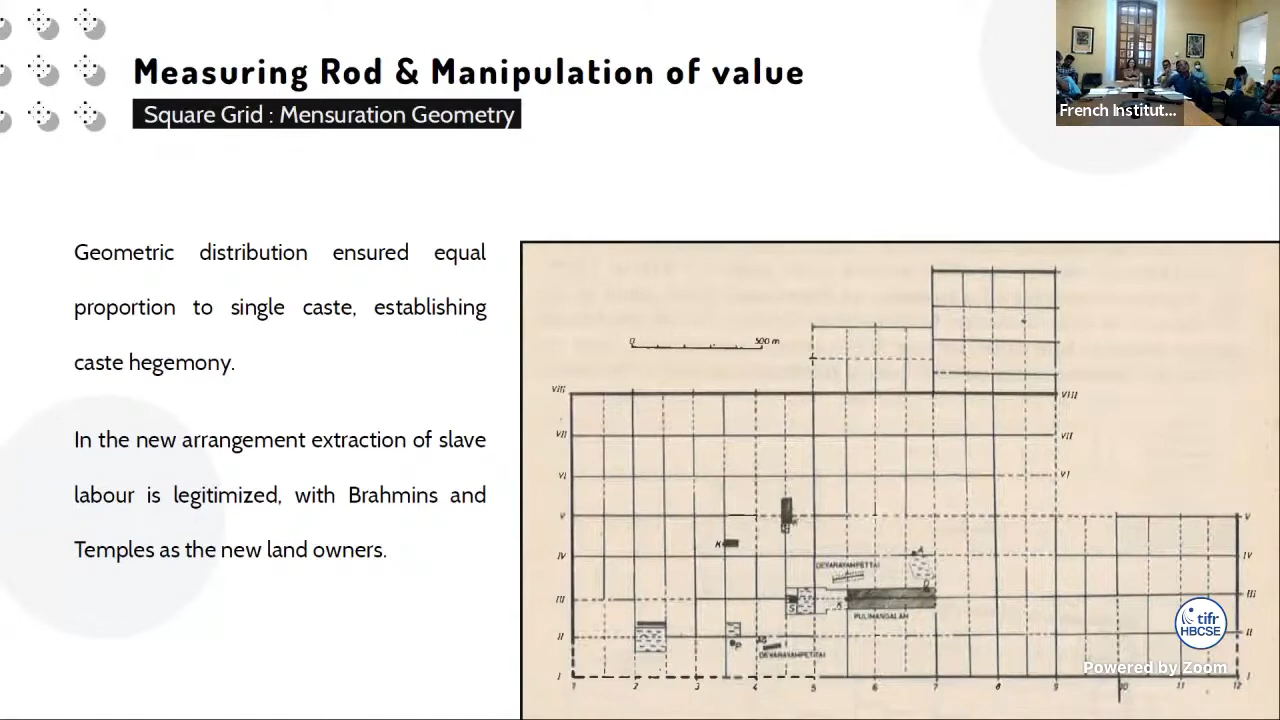 Measuring Rod & Manipulation of value
Square Grid : Mensuration Geometry
French Institut...
Geometric distribution ensured equal
proportion to single caste, establishing
caste hegemony.
In the new arrangement extraction of slave
labour is legitimized, with Brahmins and
Temples as the new land owners.
0 500 m
VIII VIII
VII VII
VI VI
V V
K
IV A IV
DEVARAYAMPETTAI
III S III
PULIMANGALAM
II P II
DEVARAYAMPETTAI
I I
1 2 3 4 5 6 7 8 9 10 11 12
tifr
HBCSE
Powered by Zoom